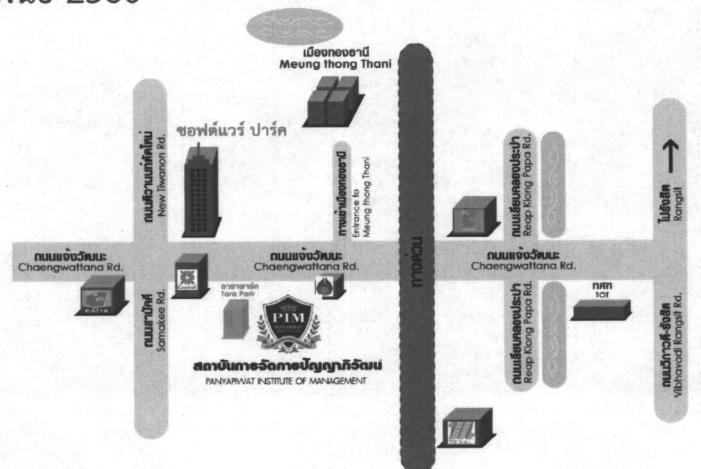 2560
เมืองทองธานี
Meung thong Thani
ซอฟต์แวร์ ปาร์ค
ถนนติวานนท์ตัดใหม่
New Tiwanon Rd.
ทางเข้าเมืองทองธานี
Entrance to
Meung thong Thani
ทางด่วน
ถนนเลียบคลองประปา
Reap Klong Papa Rd.
ไปรังสิต
Rangsit
ถนนแจ้งวัฒนะ
Chaengwattana Rd.
ถนนแจ้งวัฒนะ
Chaengwattana Rd.
ถนนแจ้งวัฒนะ
Chaengwattana Rd.
ถนนสามัคคี
Samakee Rd.
ธาราพาร์ค
Tara Park
PIM
สถาบันการจัดการปัญญาภิวัฒน์
PANYAPIWAT INSTITUTE OF MANAGEMENT
ถนนเลียบคลองประปา
Reap Klong Papa Rd.
ทศท
TOT
ถนนวิภาวดี-รังสิต
Vibhavadi Rangsit Rd.